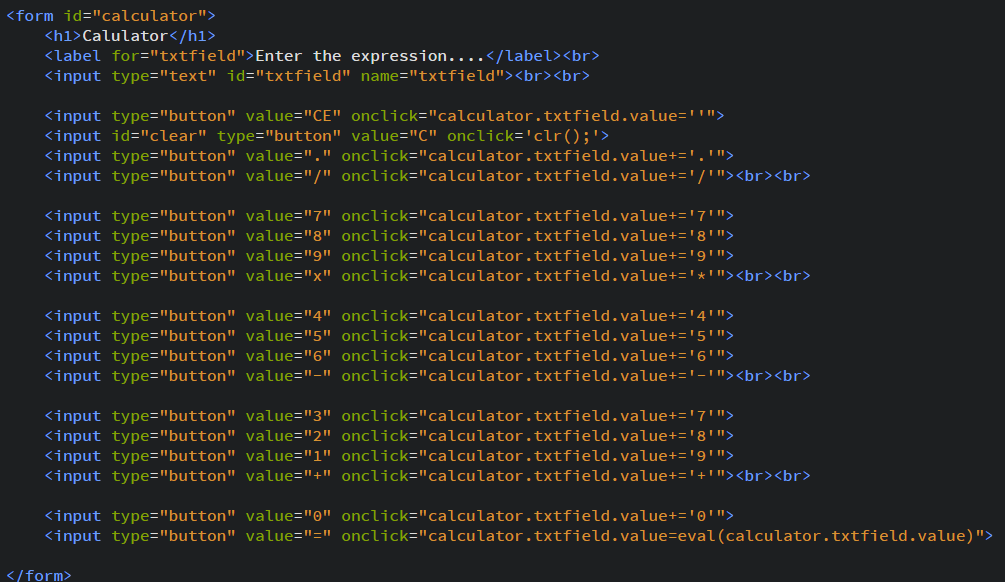 <form id="calculator">
<h1>Calulator</h1>
<label for="txtfield">Enter the expression....</label><br>
<input type="text" id="txtfield" name="txtfield"><br><br>
<input type="button" value="CE" onclick="calculator.txtfield.value=''">
<input id="clear" type="button" value="C" onclick='clr();'>
<input type="button" value="." onclick="calculator.txtfield.value+='.'">
<input type="button" value="/" onclick="calculator.txtfield.value+='/'"><br><br>
<input type="button" value="7" onclick="calculator.txtfield.value+='7'">
<input type="button" value="8" onclick="calculator.txtfield.value+='8'">
<input type="button" value="9" onclick="calculator.txtfield.value+='9'">
<input type="button" value="x" onclick="calculator.txtfield.value+='*'"><br><br>
<input type="button" value="4" onclick="calculator.txtfield.value+='4'">
<input type="button" value="5" onclick="calculator.txtfield.value+='5'">
<input type="button" value="6" onclick="calculator.txtfield.value+='6'">
<input type="button" value="-" onclick="calculator.txtfield.value+='-'"><br><br>
<input type="button" value="3" onclick="calculator.txtfield.value+='7'">
<input type="button" value="2" onclick="calculator.txtfield.value+='8'">
<input type="button" value="1" onclick="calculator.txtfield.value+='9'">
<input type="button" value="+" onclick="calculator.txtfield.value+='+'"><br><br>
<input type="button" value="0" onclick="calculator.txtfield.value+='0'">
<input type="button" value="=" onclick="calculator.txtfield.value=eval(calculator.txtfield.value)">
</form>